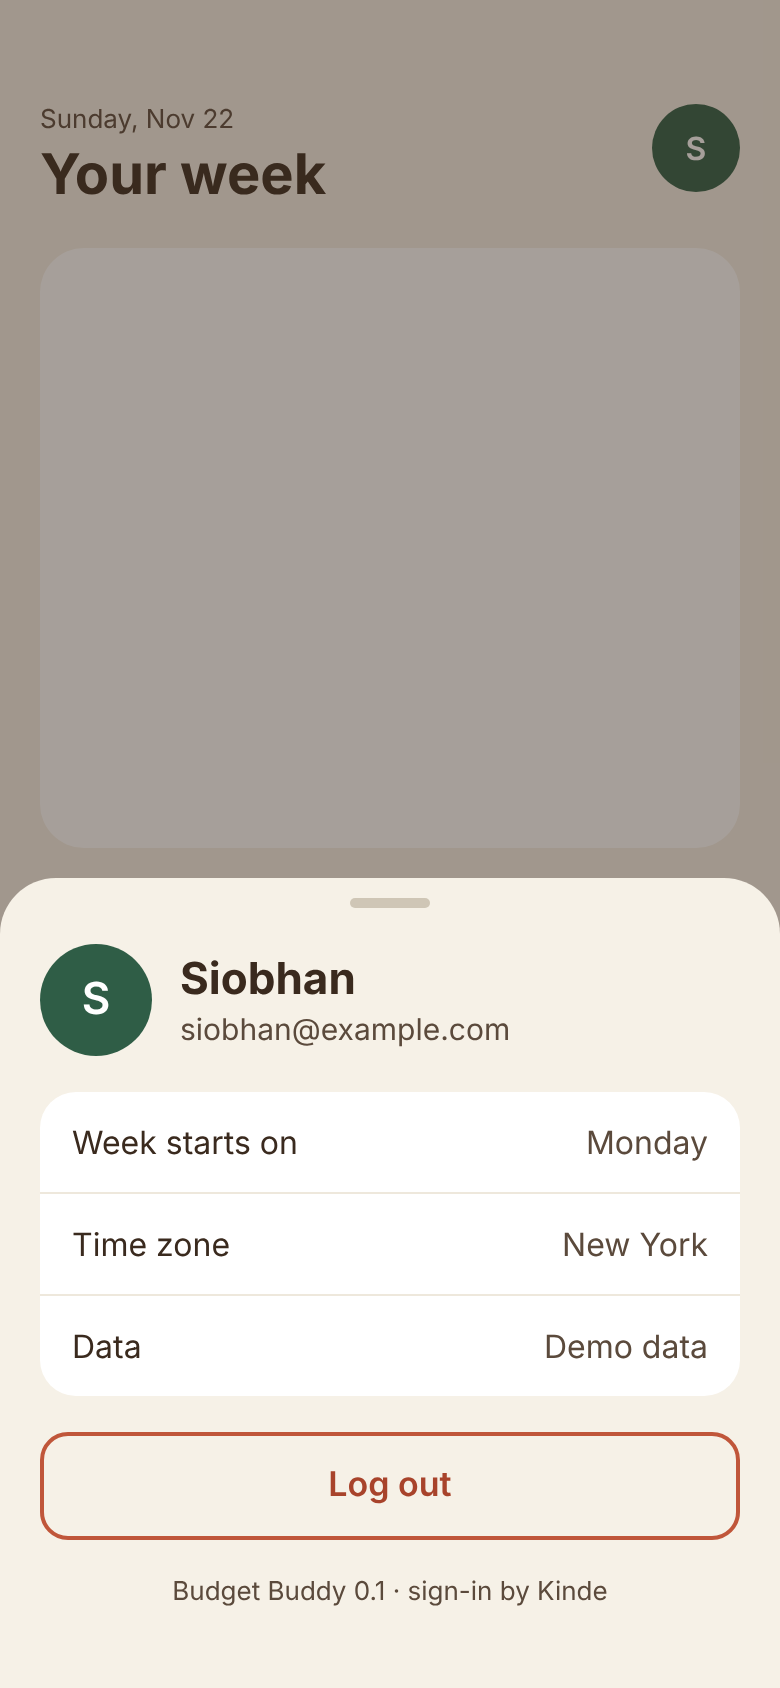 Sunday, Nov 22
Your week
S
S
Siobhan
siobhan@example.com
Week starts on Monday
Time zone New York
Data Demo data
Log out
Budget Buddy 0.1 · sign-in by Kinde